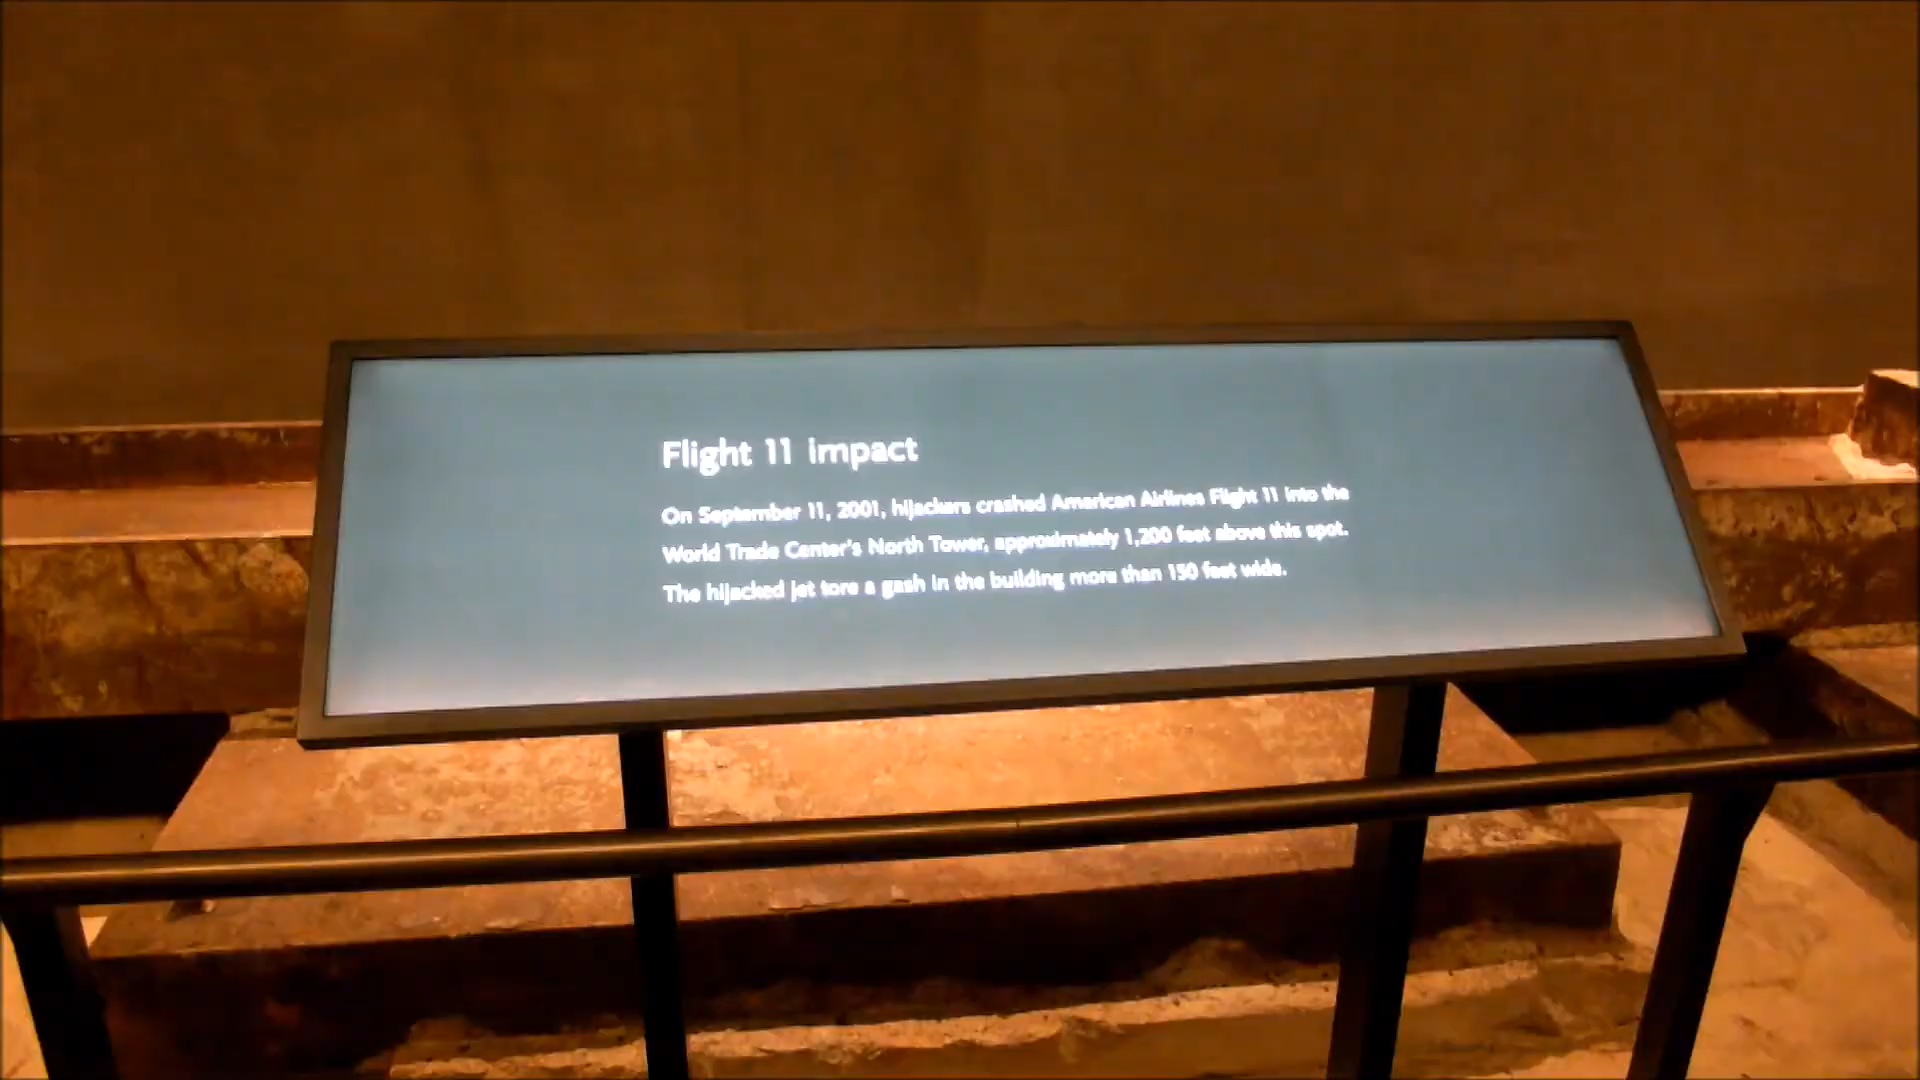 Flight 11 impact
On September 11, 2001, hijackers crashed American Airlines Flight 11 into the
World Trade Center's North Tower, approximately 1,200 feet above this spot.
The hijacked jet tore a gash in the building more than 150 feet wide.